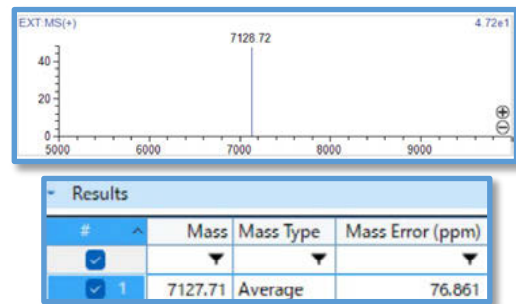 EXT:MS(+) 4.72e1
7128.72
40
20
0
5000 6000 7000 8000 9000
Results
# Mass Mass Type Mass Error (ppm)
1 7127.71 Average 76.861